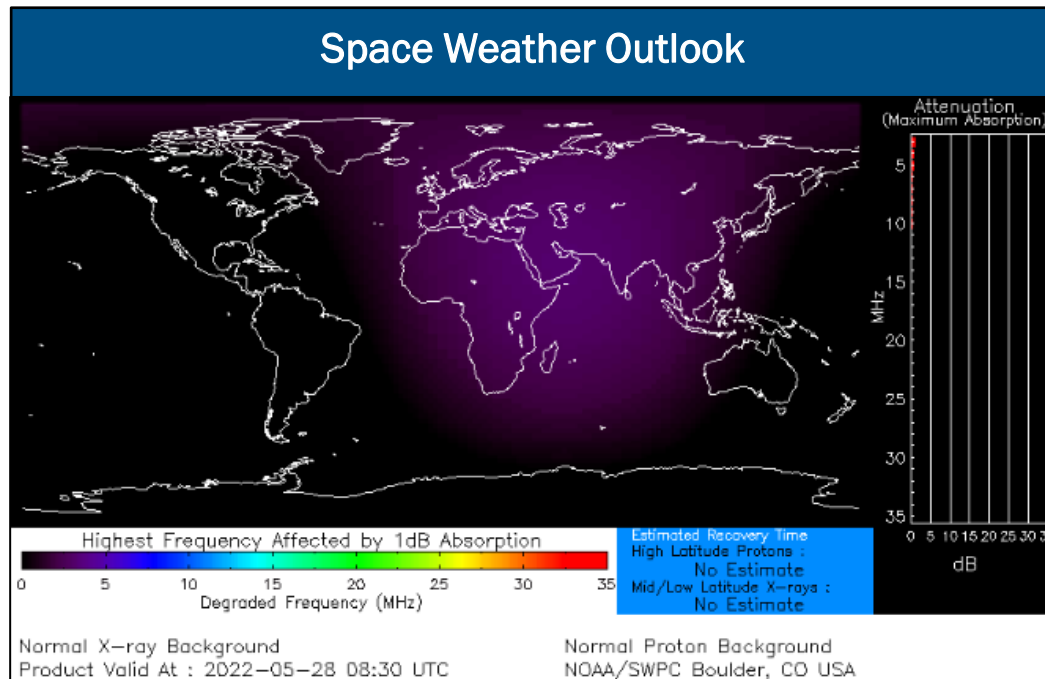 Space Weather Outlook
Attenuation
(Maximum Absorption)
5
10
15
20
25
30
35
MHz
0 5 10 15 20 25 30 3
dB
Highest Frequency Affected by 1dB Absorption
0 5 10 15 20 25 30 35
Degraded Frequency (MHz)
Estimated Recovery Time
High Latitude Protons :
No Estimate
Mid/Low Latitude X-rays :
No Estimate
Normal X-ray Background
Normal Proton Background
Product Valid At : 2022-05-28 08:30 UTC
NOAA/SWPC Boulder, CO USA